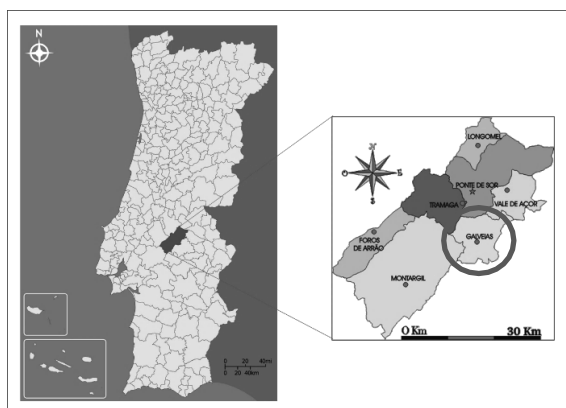 N
0 20 40mi
0 20 40km
N
O E
S
LONGOMEL
PONTE DE SOR
TRAMAGA
VALE DE AÇOR
GALVEIAS
FOROS
DE ARRÃO
MONTARGIL
O Km 30 Km